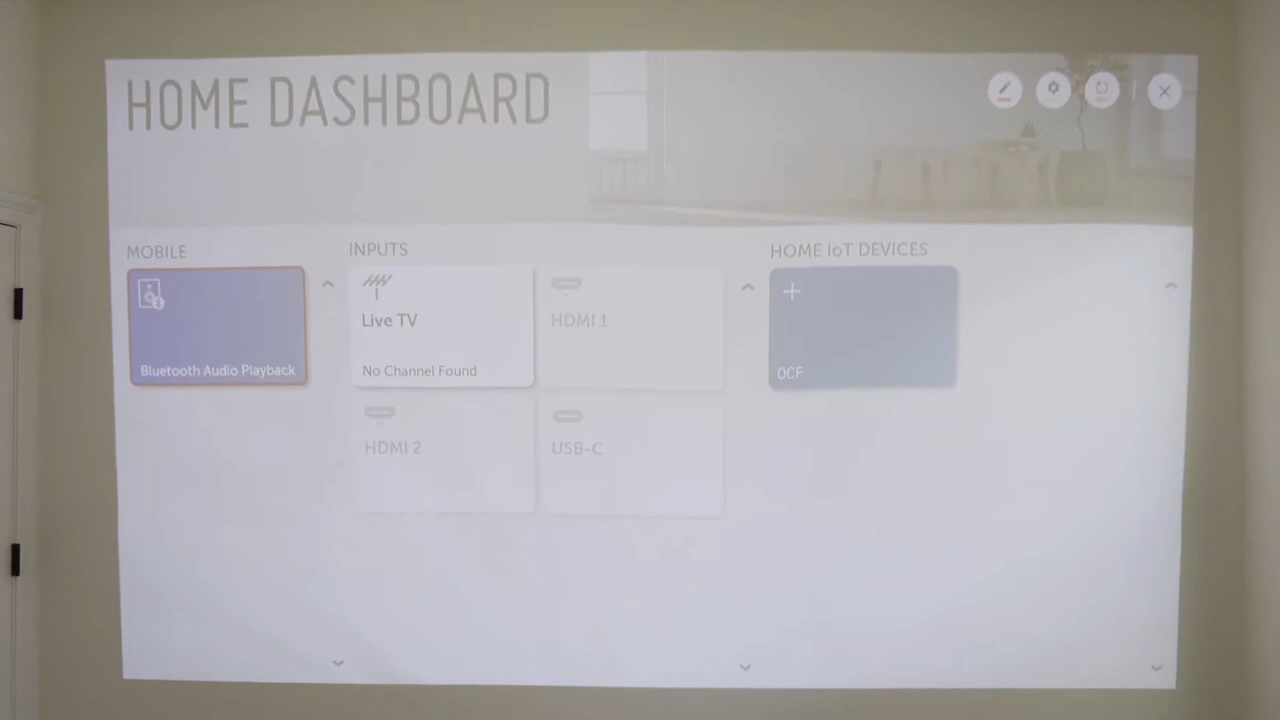 HOME DASHBOARD
MOBILE
Bluetooth Audio Playback
INPUTS
Live TV
No Channel Found
HDMI 1
HDMI 2
USB-C
HOME IoT DEVICES
OCF